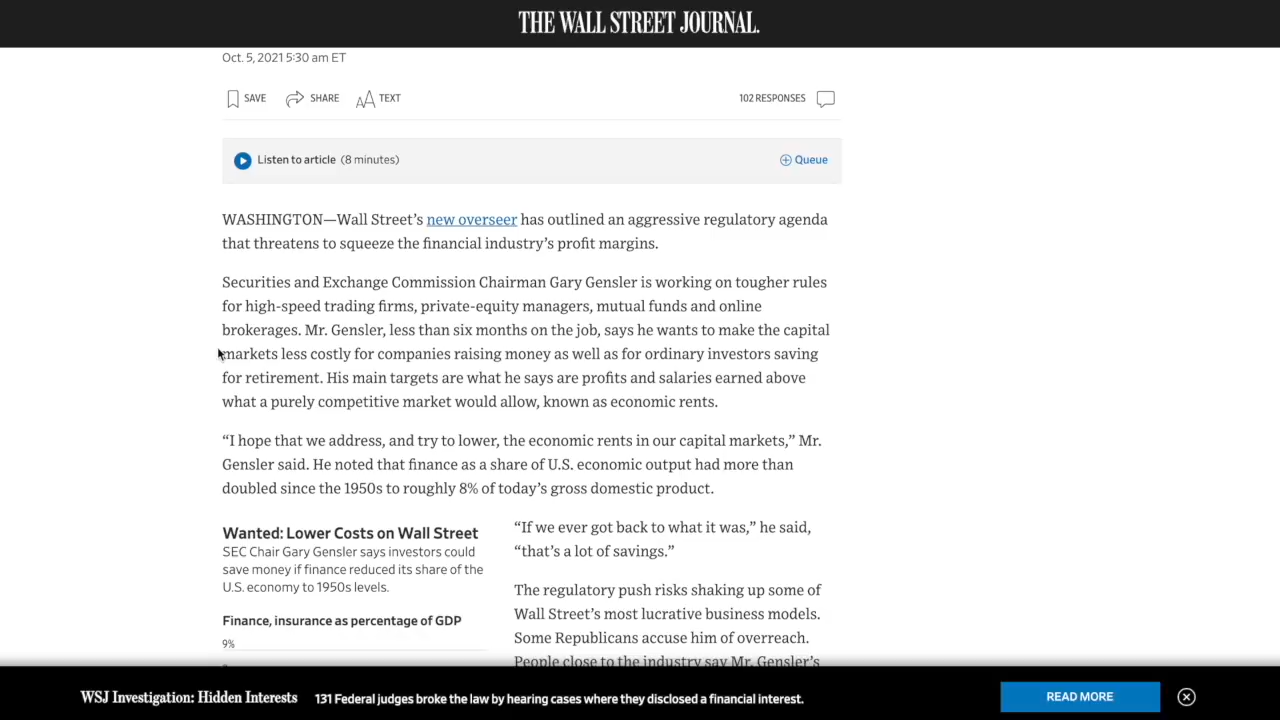 THE WALL STREET JOURNAL.
Oct. 5, 2021 5:30 am ET
SAVE SHARE TEXT 102 RESPONSES
Listen to article (8 minutes) Queue
WASHINGTON—Wall Street’s new overseer has outlined an aggressive regulatory agenda
that threatens to squeeze the financial industry’s profit margins.
Securities and Exchange Commission Chairman Gary Gensler is working on tougher rules
for high-speed trading firms, private-equity managers, mutual funds and online
brokerages. Mr. Gensler, less than six months on the job, says he wants to make the capital
markets less costly for companies raising money as well as for ordinary investors saving
for retirement. His main targets are what he says are profits and salaries earned above
what a purely competitive market would allow, known as economic rents.
“I hope that we address, and try to lower, the economic rents in our capital markets,” Mr.
Gensler said. He noted that finance as a share of U.S. economic output had more than
doubled since the 1950s to roughly 8% of today’s gross domestic product.
Wanted: Lower Costs on Wall Street
SEC Chair Gary Gensler says investors could
save money if finance reduced its share of the
U.S. economy to 1950s levels.
Finance, insurance as percentage of GDP
9%
“If we ever got back to what it was,” he said,
“that’s a lot of savings.”
The regulatory push risks shaking up some of
Wall Street’s most lucrative business models.
Some Republicans accuse him of overreach.
People close to the industry say Mr. Gensler’s
WSJ Investigation: Hidden Interests 131 Federal judges broke the law by hearing cases where they disclosed a financial interest. READ MORE